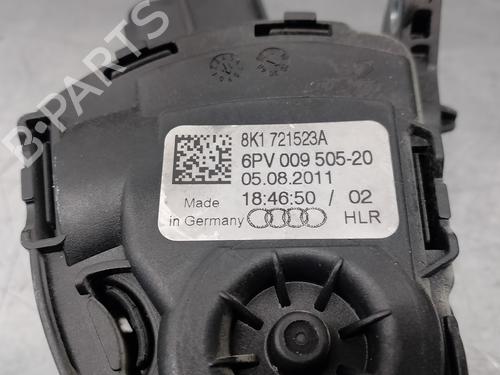 B-PARTS
8K1 721523A
6PV 009 505-20
05.08.2011
Made 18:46:50 / 02
in Germany HLR